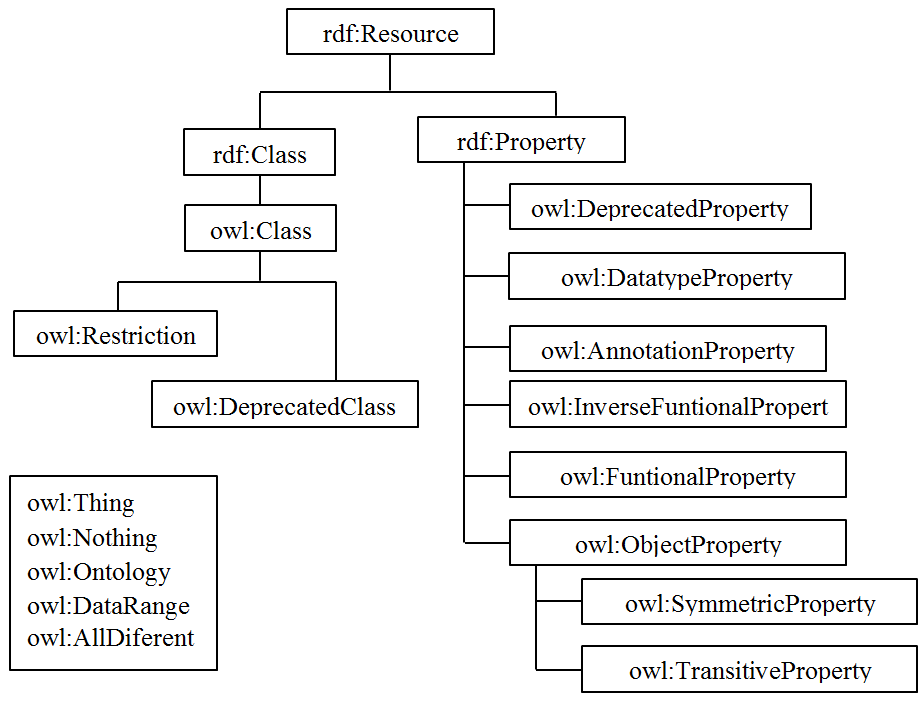 rdf:Resource
rdf:Class
rdf:Property
owl:Class
owl:DeprecatedProperty
owl:DatatypeProperty
owl:Restriction
owl:AnnotationProperty
owl:DeprecatedClass
owl:InverseFuntionalPropert
owl:FuntionalProperty
owl:ObjectProperty
owl:SymmetricProperty
owl:TransitiveProperty
owl:Thing
owl:Nothing
owl:Ontology
owl:DataRange
owl:AllDiferent